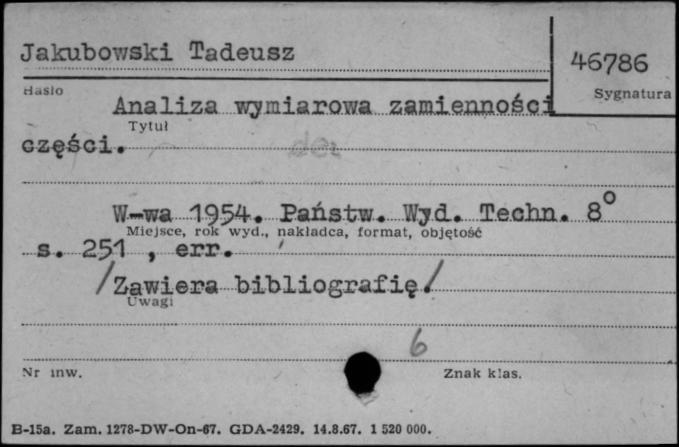 Jakubowski Tadeusz
46786
Hasło
Sygnatura
Analiza wymiarowa zamienności
Tytuł
części.
W-wa 1954. Państw. Wyd. Techn. 8°
Miejsce, rok wyd., nakładca, format, objętość
s. 251 , err.
/Zawiera bibliografię/
Uwagi
6
Nr inw.
Znak klas.
B-15a. Zam. 1278-DW-On-67. GDA-2429. 14.8.67. 1 520 000.